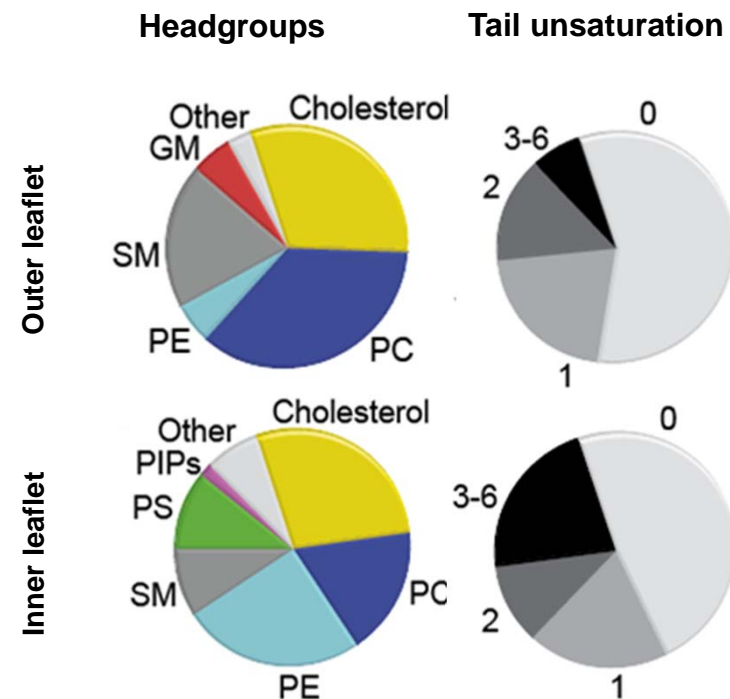 Headgroups
Tail unsaturation
Outer leaflet
Other
Cholesterol
GM
SM
PE
PC
0
3-6
2
1
Inner leaflet
Other
Cholesterol
PIPs
PS
SM
PE
PC
0
3-6
2
1